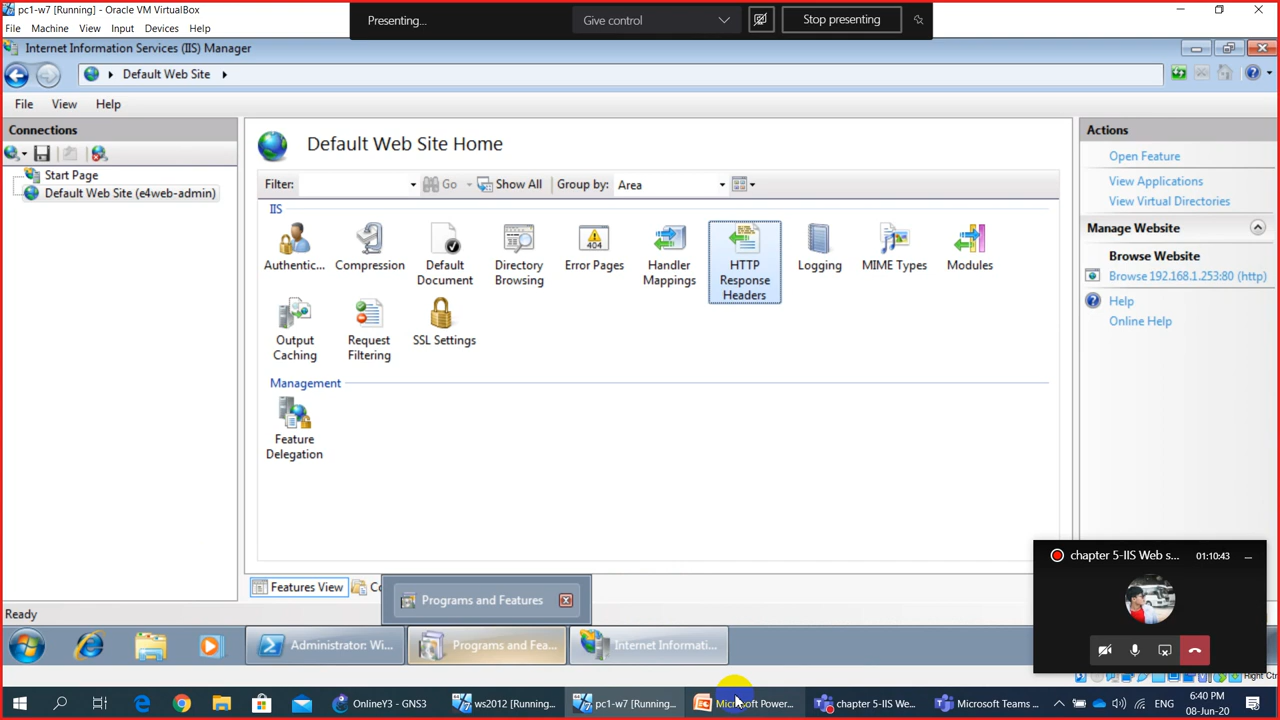 pc1-w7 [Running] - Oracle VM VirtualBox
Presenting...
Give control
Stop presenting
File Machine View Input Devices Help
Internet Information Services (IIS) Manager
Default Web Site
File View Help
Connections
Start Page
Default Web Site (e4web-admin)
Default Web Site Home
Filter:
Go
Show All
Group by:
Area
IIS
Authentic...
Compression
Default Document
Directory Browsing
404
Error Pages
Handler Mappings
HTTP Response Headers
Logging
MIME Types
Modules
Output Caching
Request Filtering
SSL Settings
Management
Feature Delegation
Actions
Open Feature
View Applications
View Virtual Directories
Manage Website
Browse Website
Browse 192.168.1.253:80 (http)
Help
Online Help
Features View
Co
Programs and Features
Ready
chapter 5-IIS Web s...
01:10:43
Administror: Wi...
Programs and Fea...
Internet Informati...
Right Ctrl
OnlineY3 - GNS3
ws2012 [Running...
pc1-w7 [Running...
Microsoft Power...
chapter 5-IIS We...
Microsoft Teams ...
ENG
6:40 PM
08-Jun-20